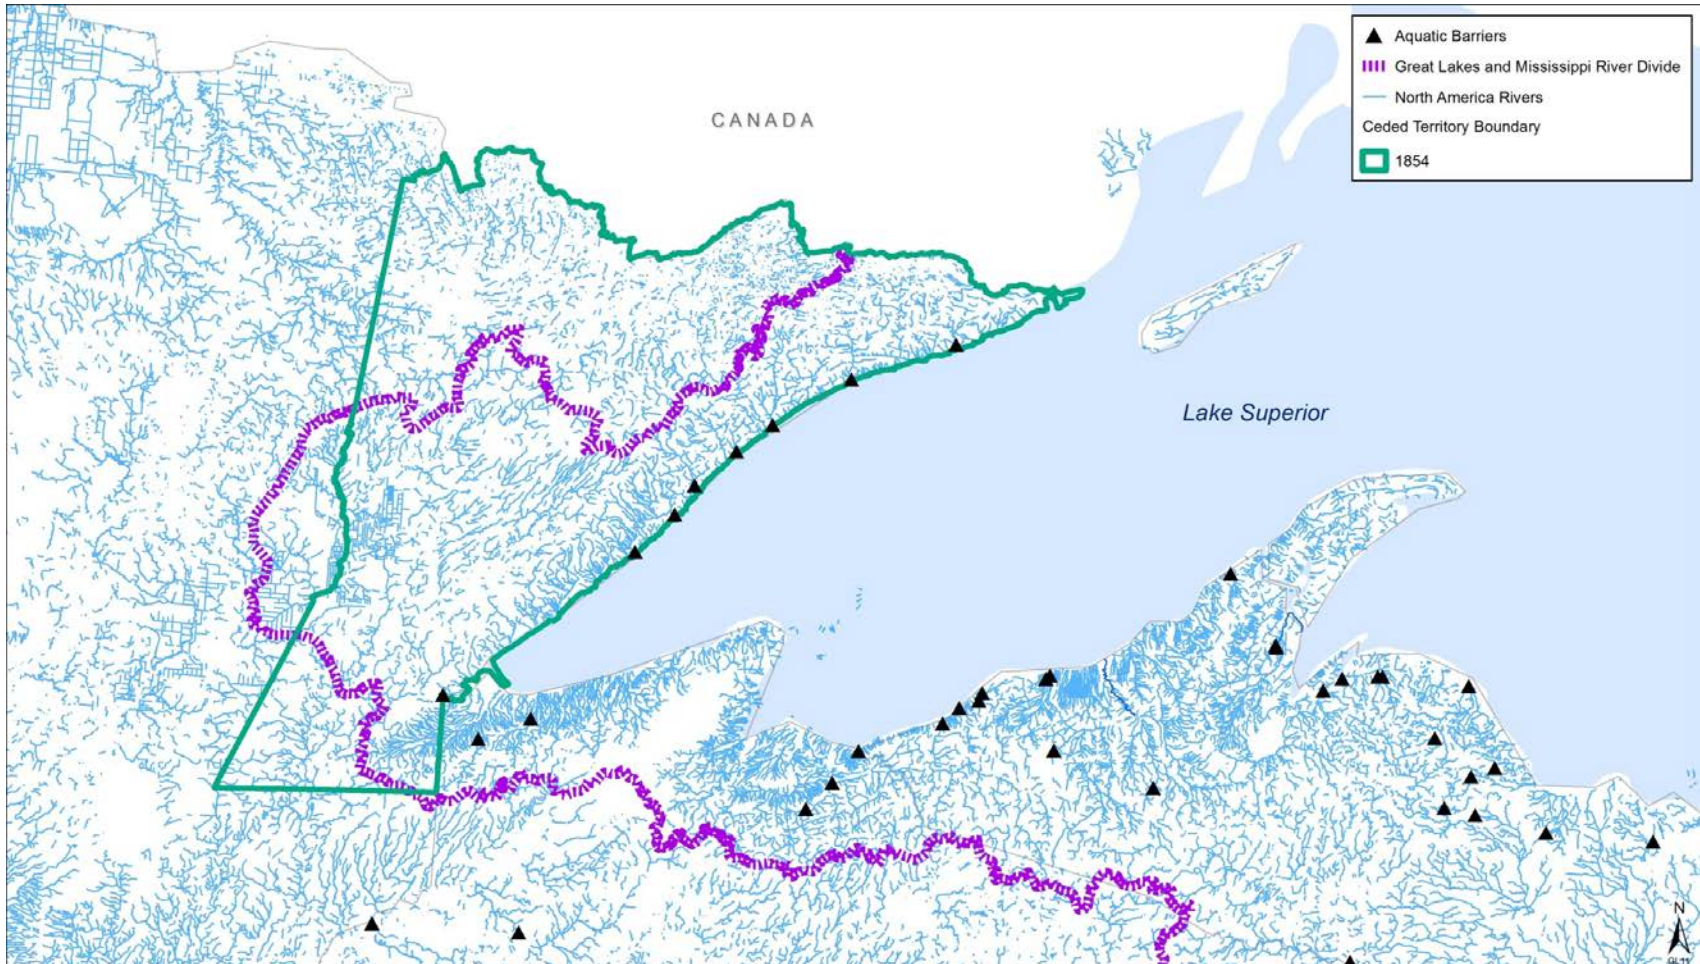 Aquatic Barriers
Great Lakes and Mississippi River Divide
North America Rivers
Ceded Territory Boundary
1854
CANADA
Lake Superior
N